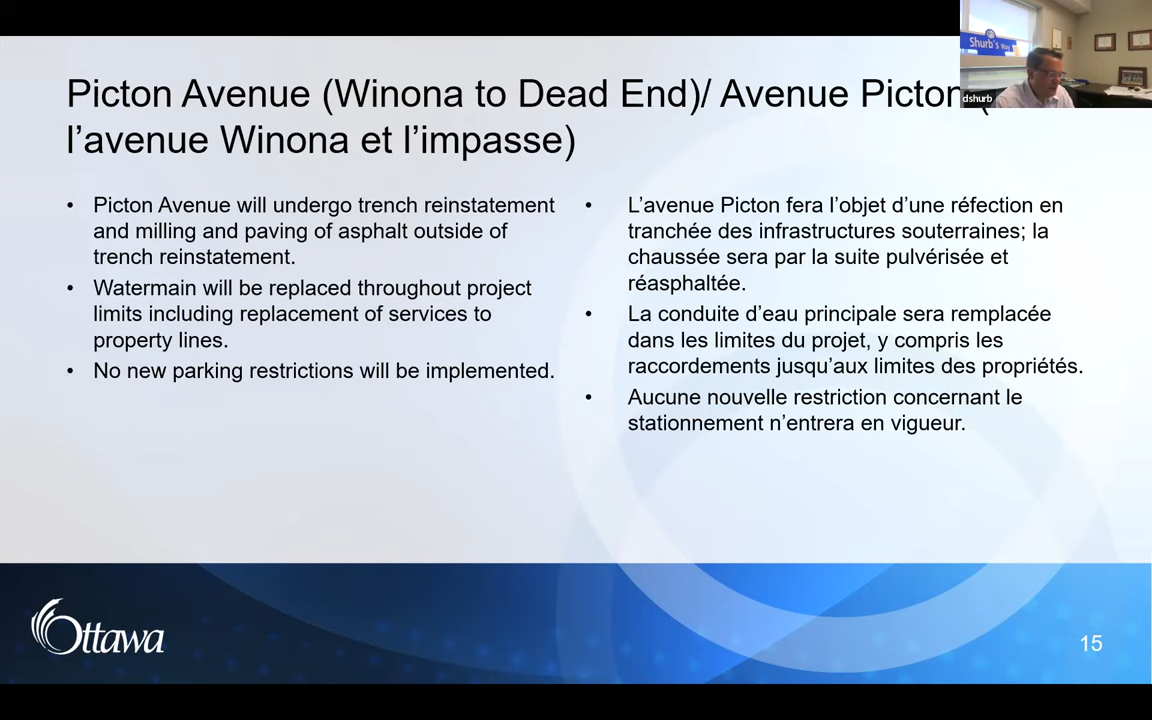 Picton Avenue (Winona to Dead End)/ Avenue Picton (
l’avenue Winona et l’impasse)
• Picton Avenue will undergo trench reinstatement
and milling and paving of asphalt outside of
trench reinstatement.
• Watermain will be replaced throughout project
limits including replacement of services to
property lines.
• No new parking restrictions will be implemented.
• L’avenue Picton fera l’objet d’une réfection en
tranchée des infrastructures souterraines; la
chaussée sera par la suite pulvérisée et
réasphaltée.
• La conduite d’eau principale sera remplacée
dans les limites du projet, y compris les
raccordements jusqu’aux limites des propriétés.
• Aucune nouvelle restriction concernant le
stationnement n’entrera en vigueur.
Shurb's Way
dshurb
Ottawa
15